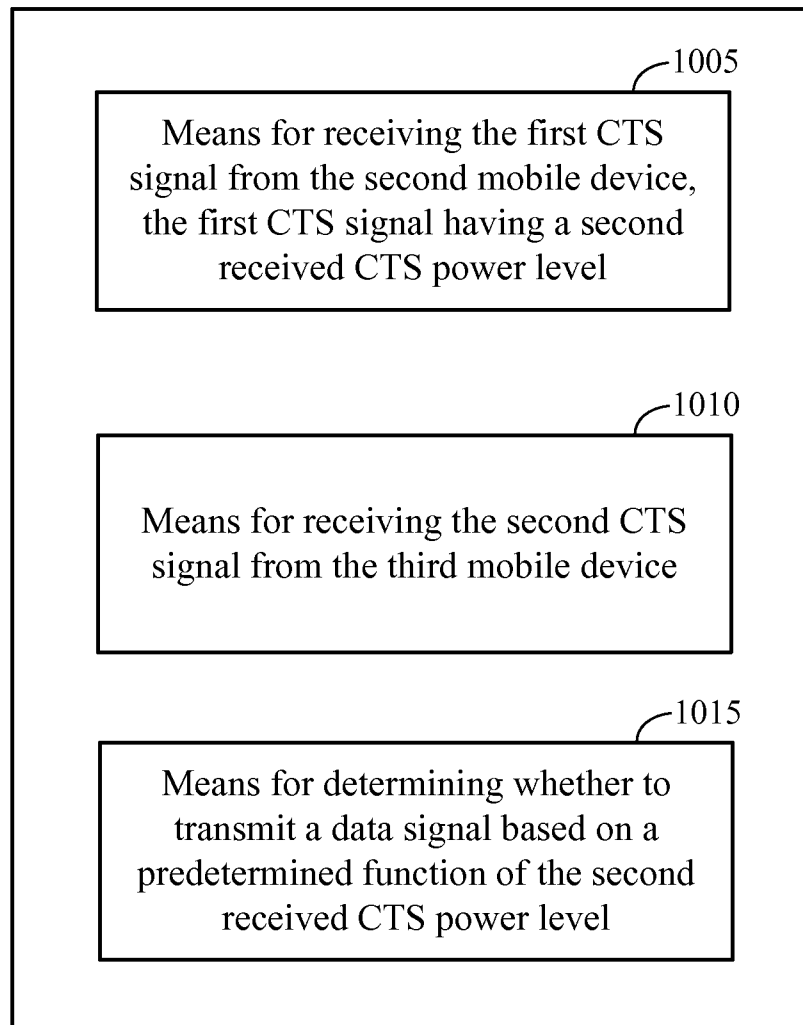 1005
Means for receiving the first CTS
signal from the second mobile device,
the first CTS signal having a second
received CTS power level
1010
Means for receiving the second CTS
signal from the third mobile device
1015
Means for determining whether to
transmit a data signal based on a
predetermined function of the second
received CTS power level